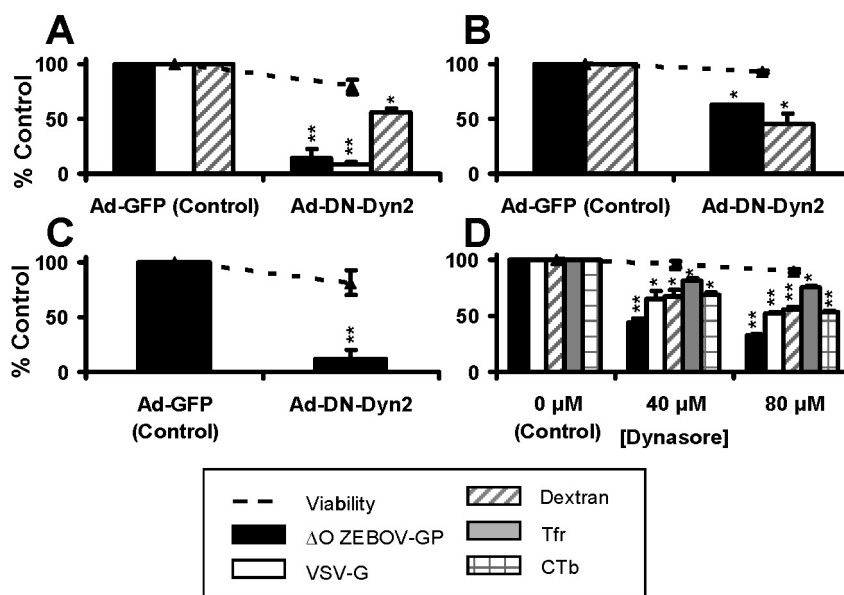 A
B
% Control
100
50
0
**
**
*
Ad-GFP (Control)
Ad-DN-Dyn2
100
50
0
*
*
Ad-GFP (Control)
Ad-DN-Dyn2
C
D
% Control
100
50
0
**
Ad-GFP
(Control)
Ad-DN-Dyn2
100
50
0
**
*
*
*
*
**
**
**
*
**
0 µM
(Control)
40 µM
80 µM
[Dynasore]
Viability
ΔO ZEBOV-GP
VSV-G
Dextran
Tfr
CTb